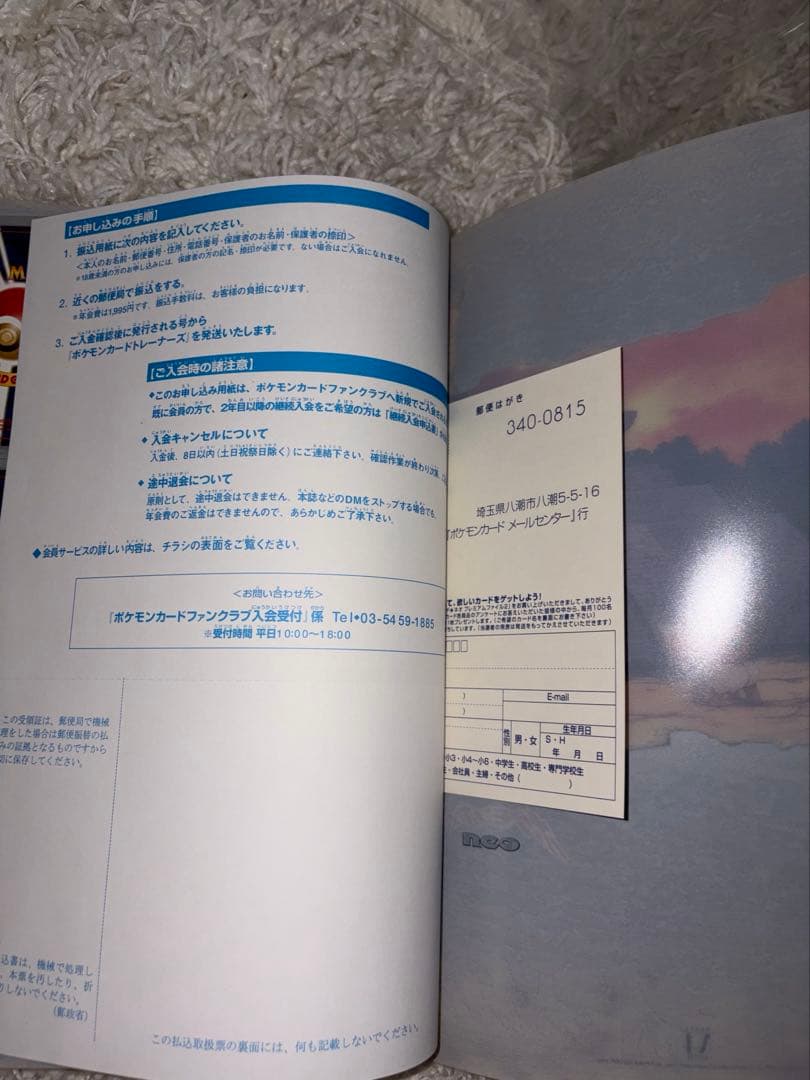 【お申し込みの手順】
1. 振込用紙に次の内容を記入してください。
＜本人のお名前・郵便番号・住所・電話番号・保護者のお名前・保護者の捺印＞
※18歳未満の方のお申し込みには、保護者の方の記名・捺印が必要です。ない場合はご入会になれません
2. 近くの郵便局で振込をする。
※年会費は1,995円です。振込手数料は、お客様の負担になります。
3. ご入金確認後に発行される号から
『ポケモンカードトレーナーズ』を発送いたします。
【ご入会時の諸注意】
◆このお申し込み用紙は、ポケモンカードファンクラブへ新規でご入会され
既に会員の方で、2年目以降の継続入会をご希望の方は「継続入会申込書」
◆入会キャンセルについて
入金後、8日以内（土日祝祭日除く）にご連絡下さい。確認作業が終わり次第、
◆途中退会について
原則として、途中退会はできません。本誌などのDMをストップする場合でも、
年会費のご返金はできませんので、あらかじめご了承下さい。
◆会員サービスの詳しい内容は、チラシの表面をご覧ください。
＜お問い合わせ先＞
『ポケモンカードファンクラブ入会受付』係 Tel◆03-5459-1885
※受付時間 平日10:00〜18:00
この受領証は、郵便局で機械
理をした場合は郵便振替の払
みの証拠となるものですから
切に保存してください。
込書は、機械で処理し
、本票を汚したり、折
りしないでください。
（郵政省）
この払込取扱票の裏面には、何も記載しないでください。
郵便はがき
340-0815
埼玉県八潮市八潮5-5-16
『ポケモンカード メールセンター』行
て、欲しいカードをゲットしよう!
E-mail
性別
男・女
生年月日
S・H
年 月 日
小3・小4〜小6・中学生・高校生・専門学校生
・会社員・主婦・その他（ ）
neo